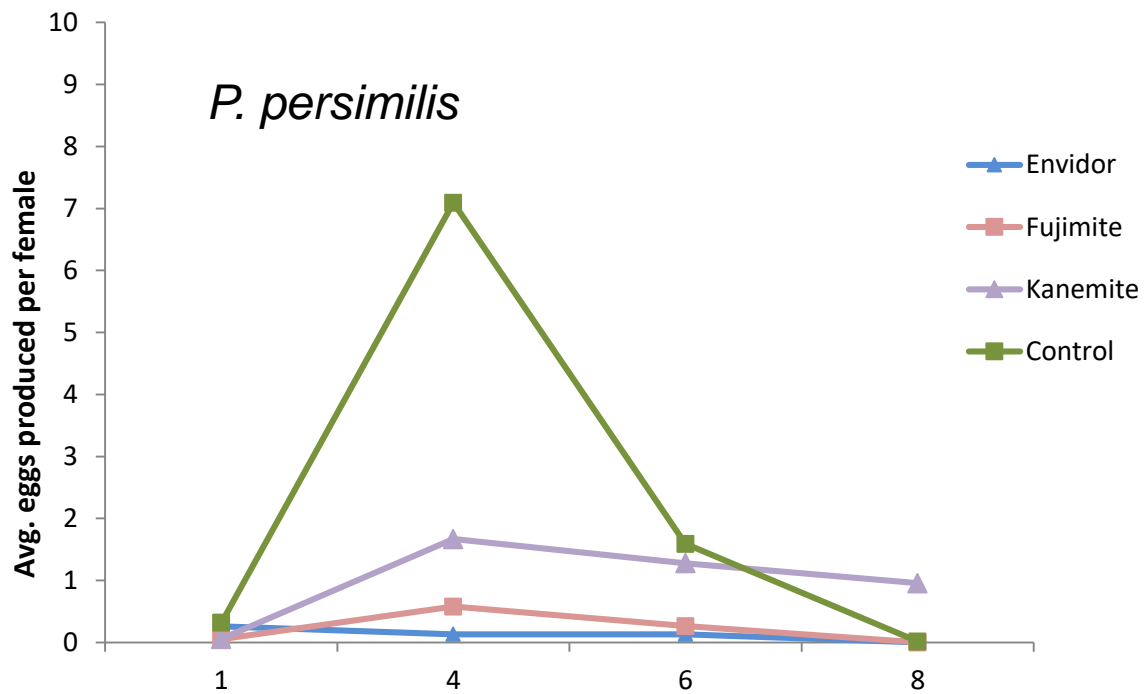 P. persimilis
Avg. eggs produced per female
10
9
8
7
6
5
4
3
2
1
0
1 4 6 8
Envidor
Fujimite
Kanemite
Control